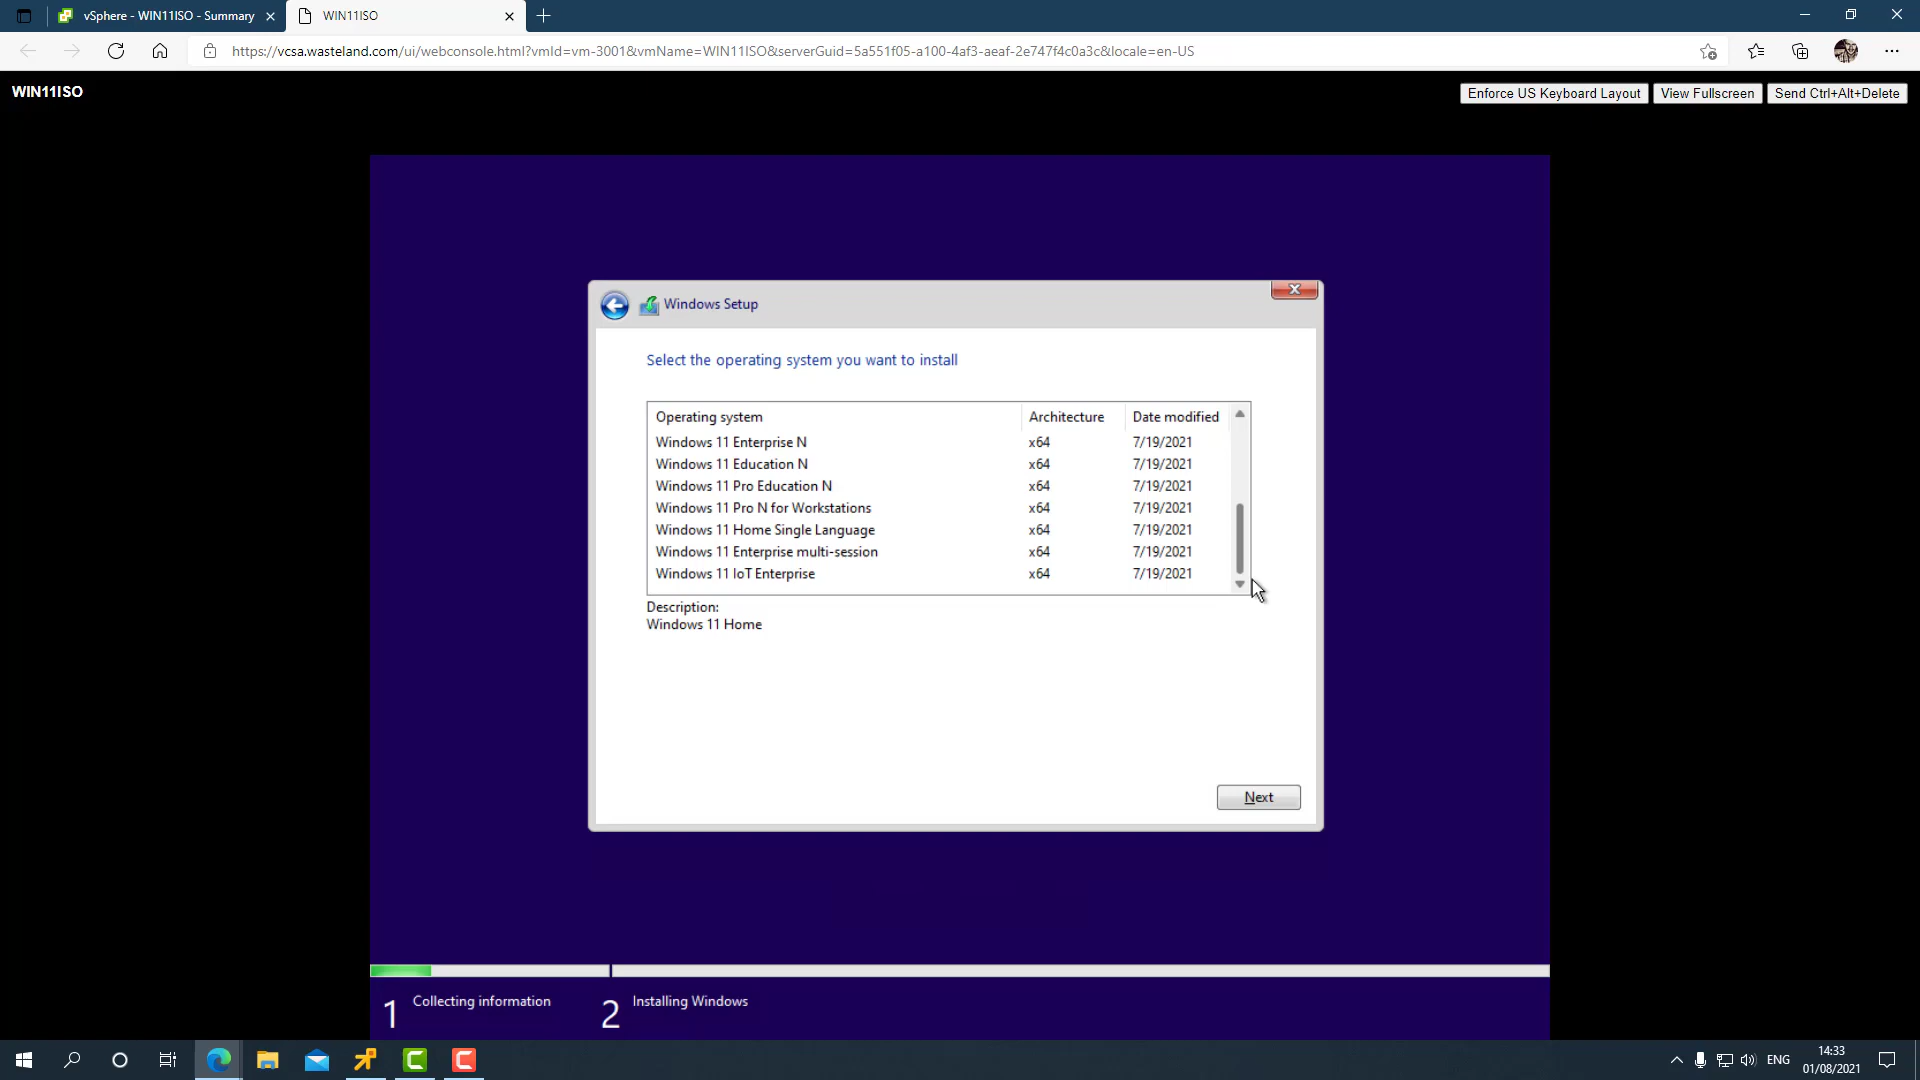 vSphere - WIN11ISO - Summary
WIN11ISO
https://vcsa.wasteland.com/ui/webconsole.html?vmId=vm-3001&vmName=WIN11ISO&serverGuid=5a551f05-a100-4af3-aeaf-2e747f4c0a3c&locale=en-US
WIN11ISO
Enforce US Keyboard Layout View Fullscreen Send Ctrl+Alt+Delete
Windows Setup
Select the operating system you want to install
Operating system Architecture Date modified
Windows 11 Enterprise N x64 7/19/2021
Windows 11 Education N x64 7/19/2021
Windows 11 Pro Education N x64 7/19/2021
Windows 11 Pro N for Workstations x64 7/19/2021
Windows 11 Home Single Language x64 7/19/2021
Windows 11 Enterprise multi-session x64 7/19/2021
Windows 11 IoT Enterprise x64 7/19/2021
Description:
Windows 11 Home
Next
1 Collecting information 2 Installing Windows
ENG
14:33
01/08/2021